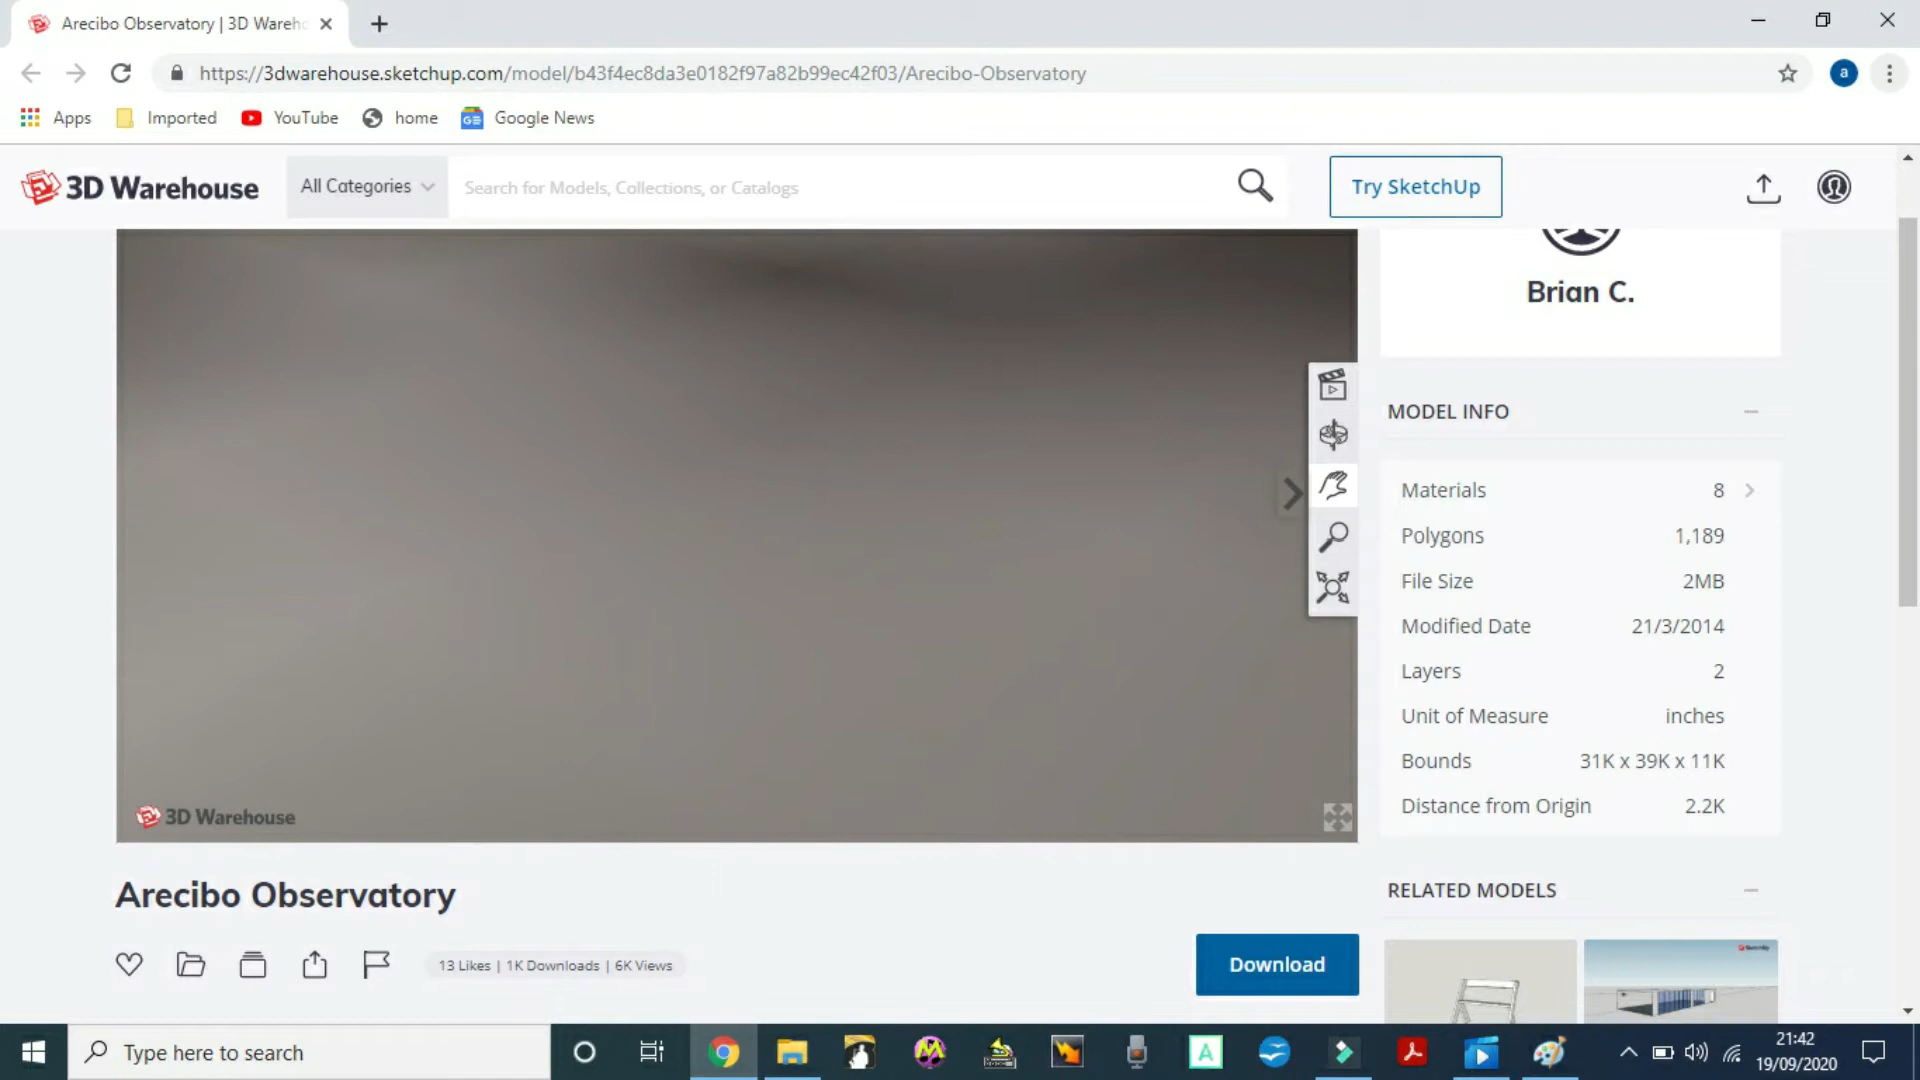 Arecibo Observatory | 3D Wareh
https://3dwarehouse.sketchup.com/model/b43f4ec8da3e0182f97a82b99ec42f03/Arecibo-Observatory
a
Apps
Imported
YouTube
home
Google News
3D Warehouse
All Categories
Search for Models, Collections, or Catalogs
Try SketchUp
Brian C.
MODEL INFO
Materials 8
Polygons 1,189
File Size 2MB
Modified Date 21/3/2014
Layers 2
Unit of Measure inches
Bounds 31K x 39K x 11K
Distance from Origin 2.2K
3D Warehouse
Arecibo Observatory
13 Likes | 1K Downloads | 6K Views
Download
RELATED MODELS
Type here to search
21:42
19/09/2020